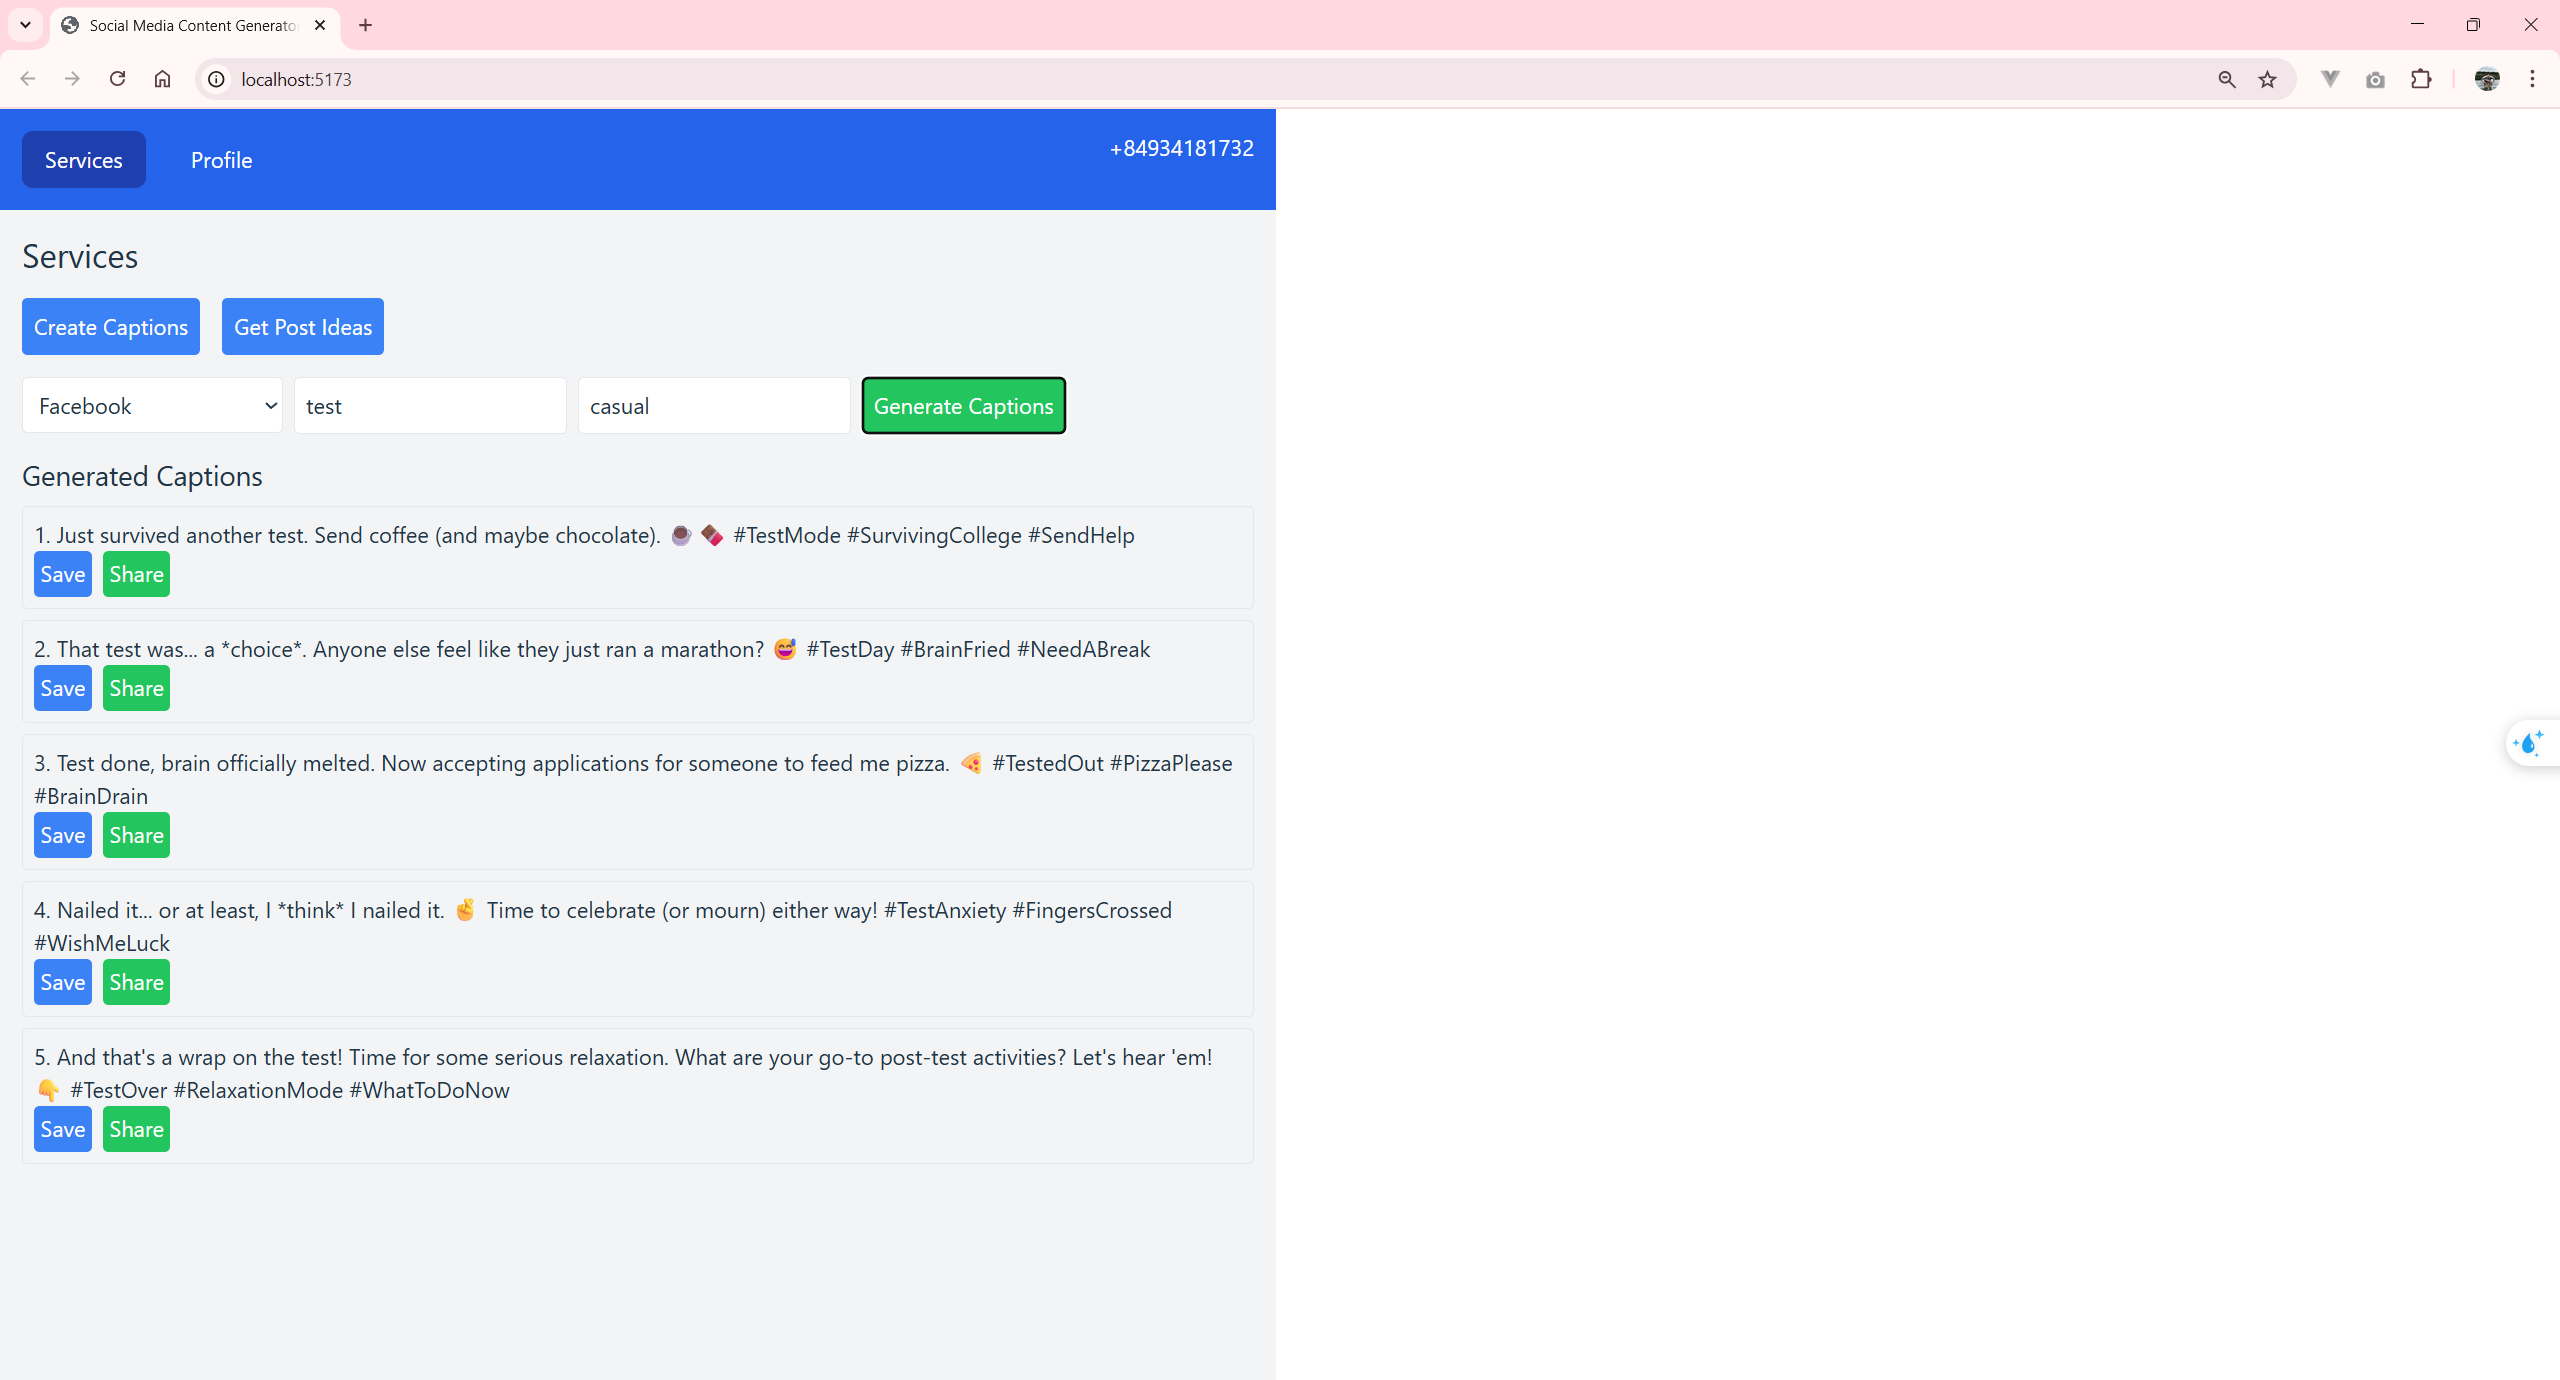 Social Media Content Generato
localhost:5173
Services
Profile
+84934181732
Services
Create Captions
Get Post Ideas
Facebook
test
casual
Generate Captions
Generated Captions
1. Just survived another test. Send coffee (and maybe chocolate). ☕ 🍫 #TestMode #SurvivingCollege #SendHelp
Save
Share
2. That test was... a *choice*. Anyone else feel like they just ran a marathon? 😅 #TestDay #BrainFried #NeedABreak
Save
Share
3. Test done, brain officially melted. Now accepting applications for someone to feed me pizza. 🍕 #TestedOut #PizzaPlease
#BrainDrain
Save
Share
4. Nailed it... or at least, I *think* I nailed it. 🤞 Time to celebrate (or mourn) either way! #TestAnxiety #FingersCrossed
#WishMeLuck
Save
Share
5. And that's a wrap on the test! Time for some serious relaxation. What are your go-to post-test activities? Let's hear 'em!
👇 #TestOver #RelaxationMode #WhatToDoNow
Save
Share